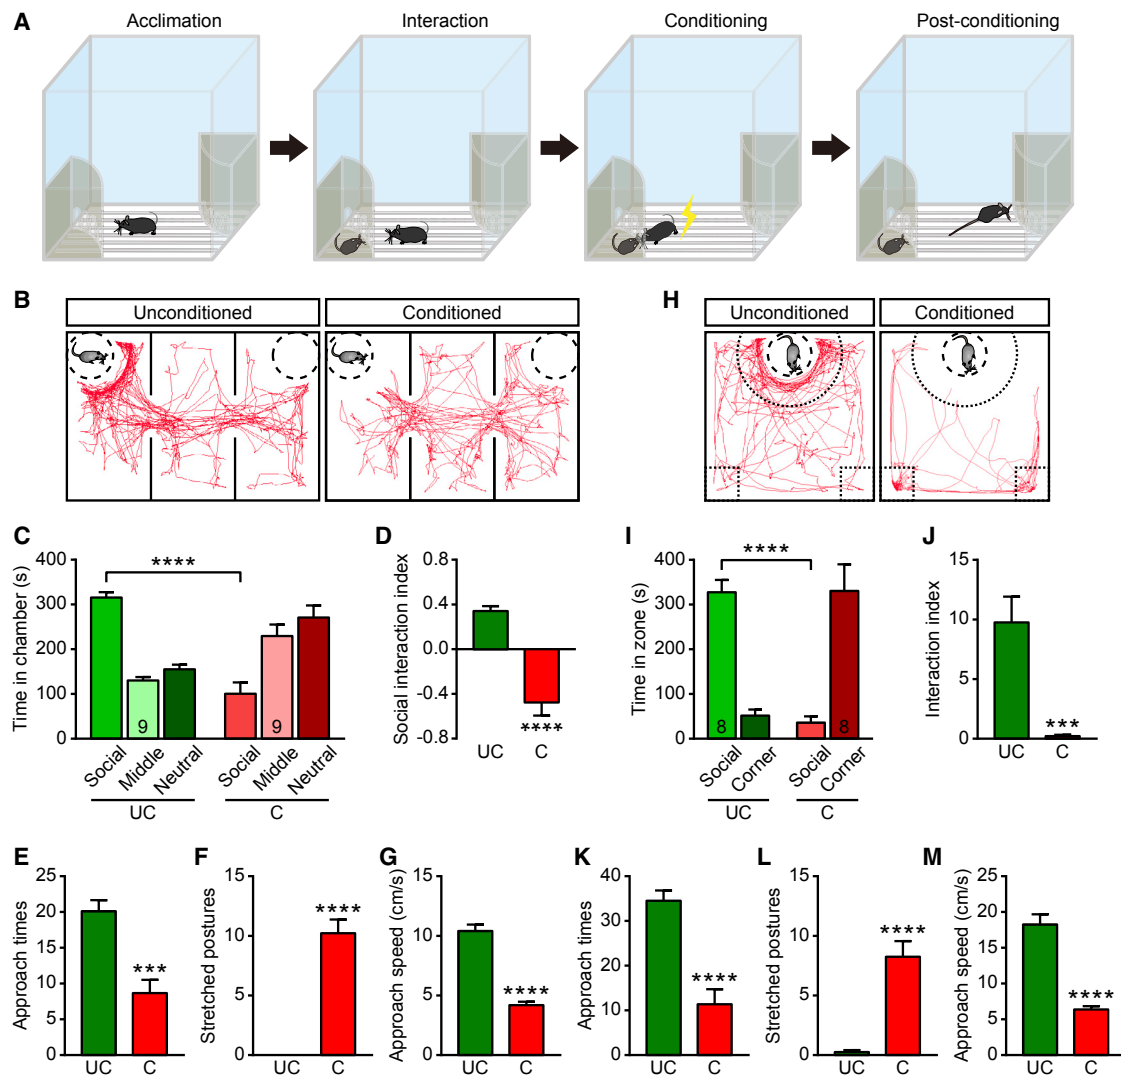 A
Acclimation
Interaction
Conditioning
Post-conditioning
B
Unconditioned
Conditioned
H
Unconditioned
Conditioned
C
Time in chamber (s)
400
300
200
100
0
****
9
9
Social
Middle
Neutral
Social
Middle
Neutral
UC
C
D
Social interaction index
0.8
0.4
0.0
-0.4
-0.8
****
UC
C
I
Time in zone (s)
400
300
200
100
0
****
8
8
Social
Corner
Social
Corner
UC
C
J
Interaction index
15
10
5
0
***
UC
C
E
Approach times
25
20
15
10
5
0
***
UC
C
F
Stretched postures
15
10
5
0
****
UC
C
G
Approach speed (cm/s)
15
10
5
0
****
UC
C
K
Approach times
40
30
20
10
0
****
UC
C
L
Stretched postures
15
10
5
0
****
UC
C
M
Approach speed (cm/s)
25
20
15
10
5
0
****
UC
C